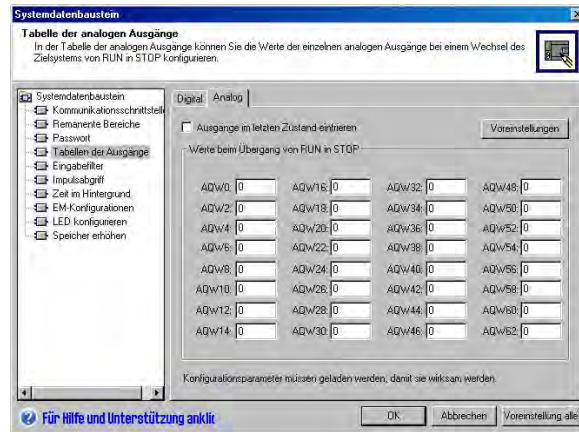 Systemdatenbaustein
Tabelle der analogen Ausgänge
In der Tabelle der analogen Ausgänge können Sie die Werte der einzelnen analogen Ausgänge bei einem Wechsel des
Zielsystems von RUN in STOP konfigurieren.
Systemdatenbaustein
Kommunikationsschnittstelle
Remanente Bereiche
Passwort
Tabellen der Ausgänge
Eingabefilter
Impulsabgriff
Zeit im Hintergrund
EM-Konfigurationen
LED konfigurieren
Speicher erhöhen
Digital Analog
Ausgänge im letzten Zustand einfrieren
Voreinstellungen
Werte beim Übergang von RUN in STOP
AQW0: 0 AQW16: 0 AQW32: 0 AQW48: 0
AQW2: 0 AQW18: 0 AQW34: 0 AQW50: 0
AQW4: 0 AQW20: 0 AQW36: 0 AQW52: 0
AQW6: 0 AQW22: 0 AQW38: 0 AQW54: 0
AQW8: 0 AQW24: 0 AQW40: 0 AQW56: 0
AQW10: 0 AQW26: 0 AQW42: 0 AQW58: 0
AQW12: 0 AQW28: 0 AQW44: 0 AQW60: 0
AQW14: 0 AQW30: 0 AQW46: 0 AQW62: 0
Konfigurationsparameter müssen geladen werden, damit sie wirksam werden.
Für Hilfe und Unterstützung anklic
OK Abbrechen Voreinstellung alle